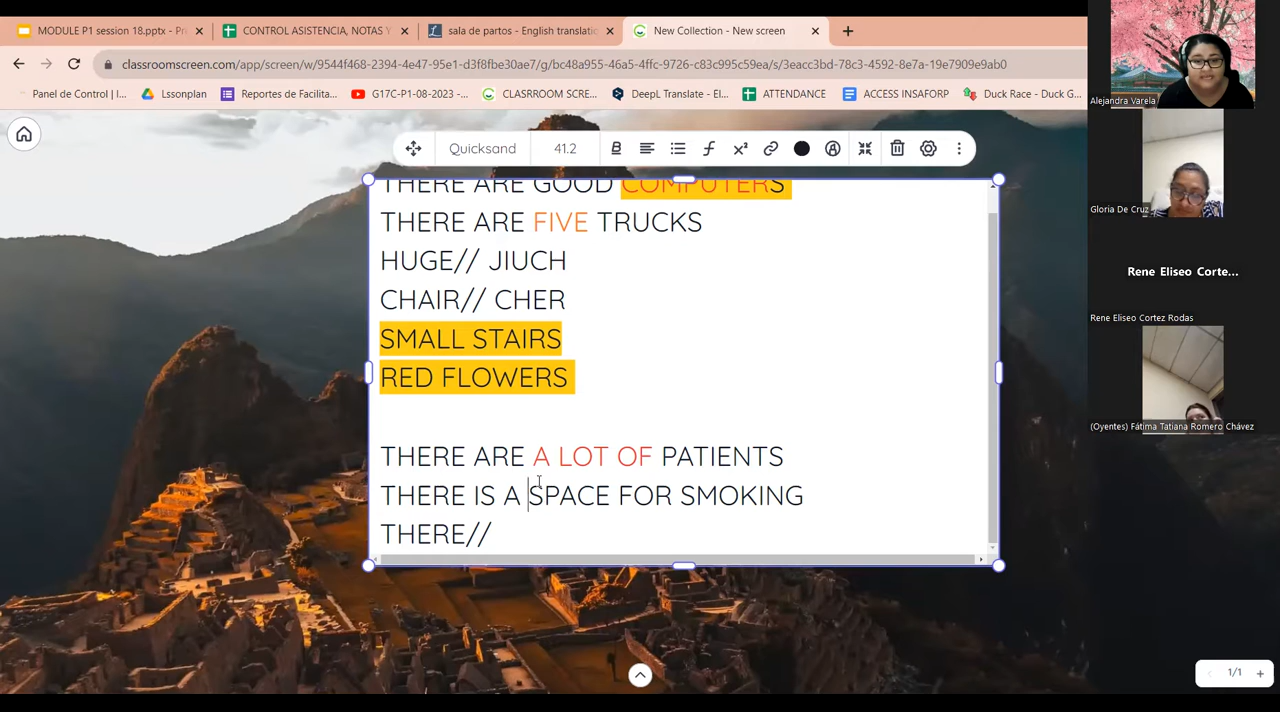 MODULE P1 session 18.pptx - Pr
CONTROL ASISTENCIA, NOTAS Y
sala de partos - English translatic
New Collection - New screen
classroomscreen.com/app/screen/w/9544f468-2394-4e47-95e1-d3f8fbe50ae7/g/bc48a955-46a5-4ffc-9726-c83c995c59ea/s/3eacc3bd-78c3-4592-8e7a-19e7909e9ab0
Panel de Control | I...
Lssonplan
Reportes de Facilita...
G17C-P1-08-2023 -...
CLASSROOM SCRE...
DeepL Translate - El...
ATTENDANCE
ACCESS INSAFORP
Duck Race - Duck G...
Quicksand
41.2
THERE ARE GOOD COMPUTERS
THERE ARE FIVE TRUCKS
HUGE// JIUCH
CHAIR// CHER
SMALL STAIRS
RED FLOWERS
THERE ARE A LOT OF PATIENTS
THERE IS A SPACE FOR SMOKING
THERE//
1/1
Alejandra Varela
Gloria De Cruz
Rene Eliseo Corte...
Rene Eliseo Cortez Rodas
(Oyentes) Fátima Tatiana Romero Chávez